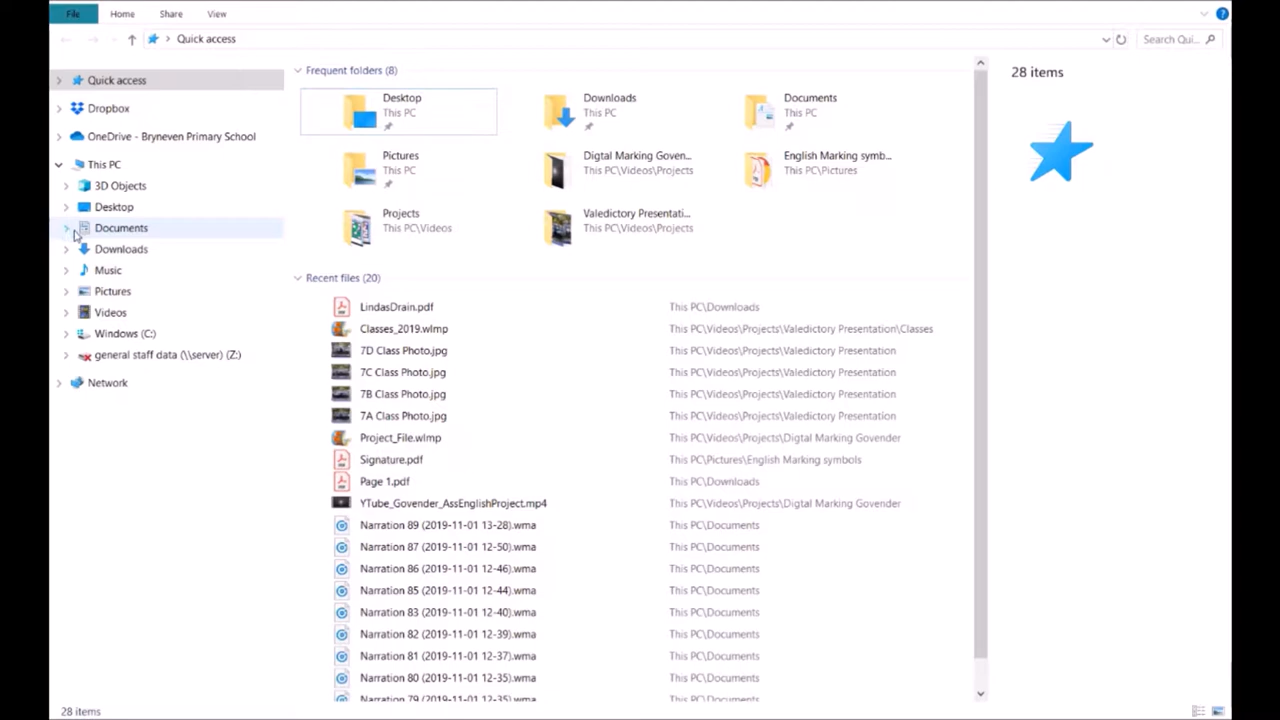 File Home Share View
Quick access Search Qui...
Quick access
Dropbox
OneDrive - Bryneven Primary School
This PC
3D Objects
Desktop
Documents
Downloads
Music
Pictures
Videos
Windows (C:)
general staff data (\\server) (Z:)
Network
Frequent folders (8)
Desktop
This PC
Downloads
This PC
Documents
This PC
Pictures
This PC
Digtal Marking Goven...
This PC\Videos\Projects
English Marking symb...
This PC\Pictures
Projects
This PC\Videos
Valedictory Presentati...
This PC\Videos\Projects
Recent files (20)
LindasDrain.pdf This PC\Downloads
Classes_2019.wlmp This PC\Videos\Projects\Valedictory Presentation\Classes
7D Class Photo.jpg This PC\Videos\Projects\Valedictory Presentation
7C Class Photo.jpg This PC\Videos\Projects\Valedictory Presentation
7B Class Photo.jpg This PC\Videos\Projects\Valedictory Presentation
7A Class Photo.jpg This PC\Videos\Projects\Valedictory Presentation
Project_File.wlmp This PC\Videos\Projects\Digtal Marking Govender
Signature.pdf This PC\Pictures\English Marking symbols
Page 1.pdf This PC\Downloads
YTube_Govender_AssEnglishProject.mp4 This PC\Videos\Projects\Digtal Marking Govender
Narration 89 (2019-11-01 13-28).wma This PC\Documents
Narration 87 (2019-11-01 12-50).wma This PC\Documents
Narration 86 (2019-11-01 12-46).wma This PC\Documents
Narration 85 (2019-11-01 12-44).wma This PC\Documents
Narration 83 (2019-11-01 12-40).wma This PC\Documents
Narration 82 (2019-11-01 12-39).wma This PC\Documents
Narration 81 (2019-11-01 12-37).wma This PC\Documents
Narration 80 (2019-11-01 12-35).wma This PC\Documents
Narration 79 (2019-11-01 12-35).wma This PC\Documents
28 items
28 items